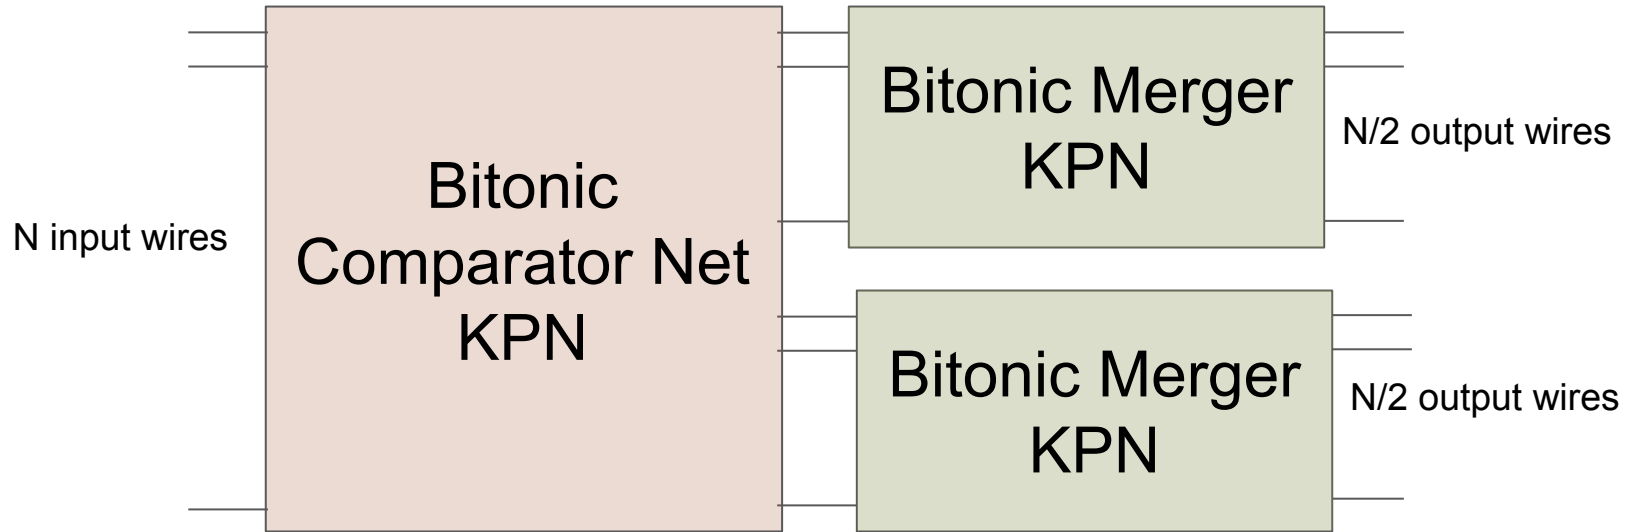 N input wires
Bitonic
Comparator Net
KPN
Bitonic Merger
KPN
N/2 output wires
Bitonic Merger
KPN
N/2 output wires